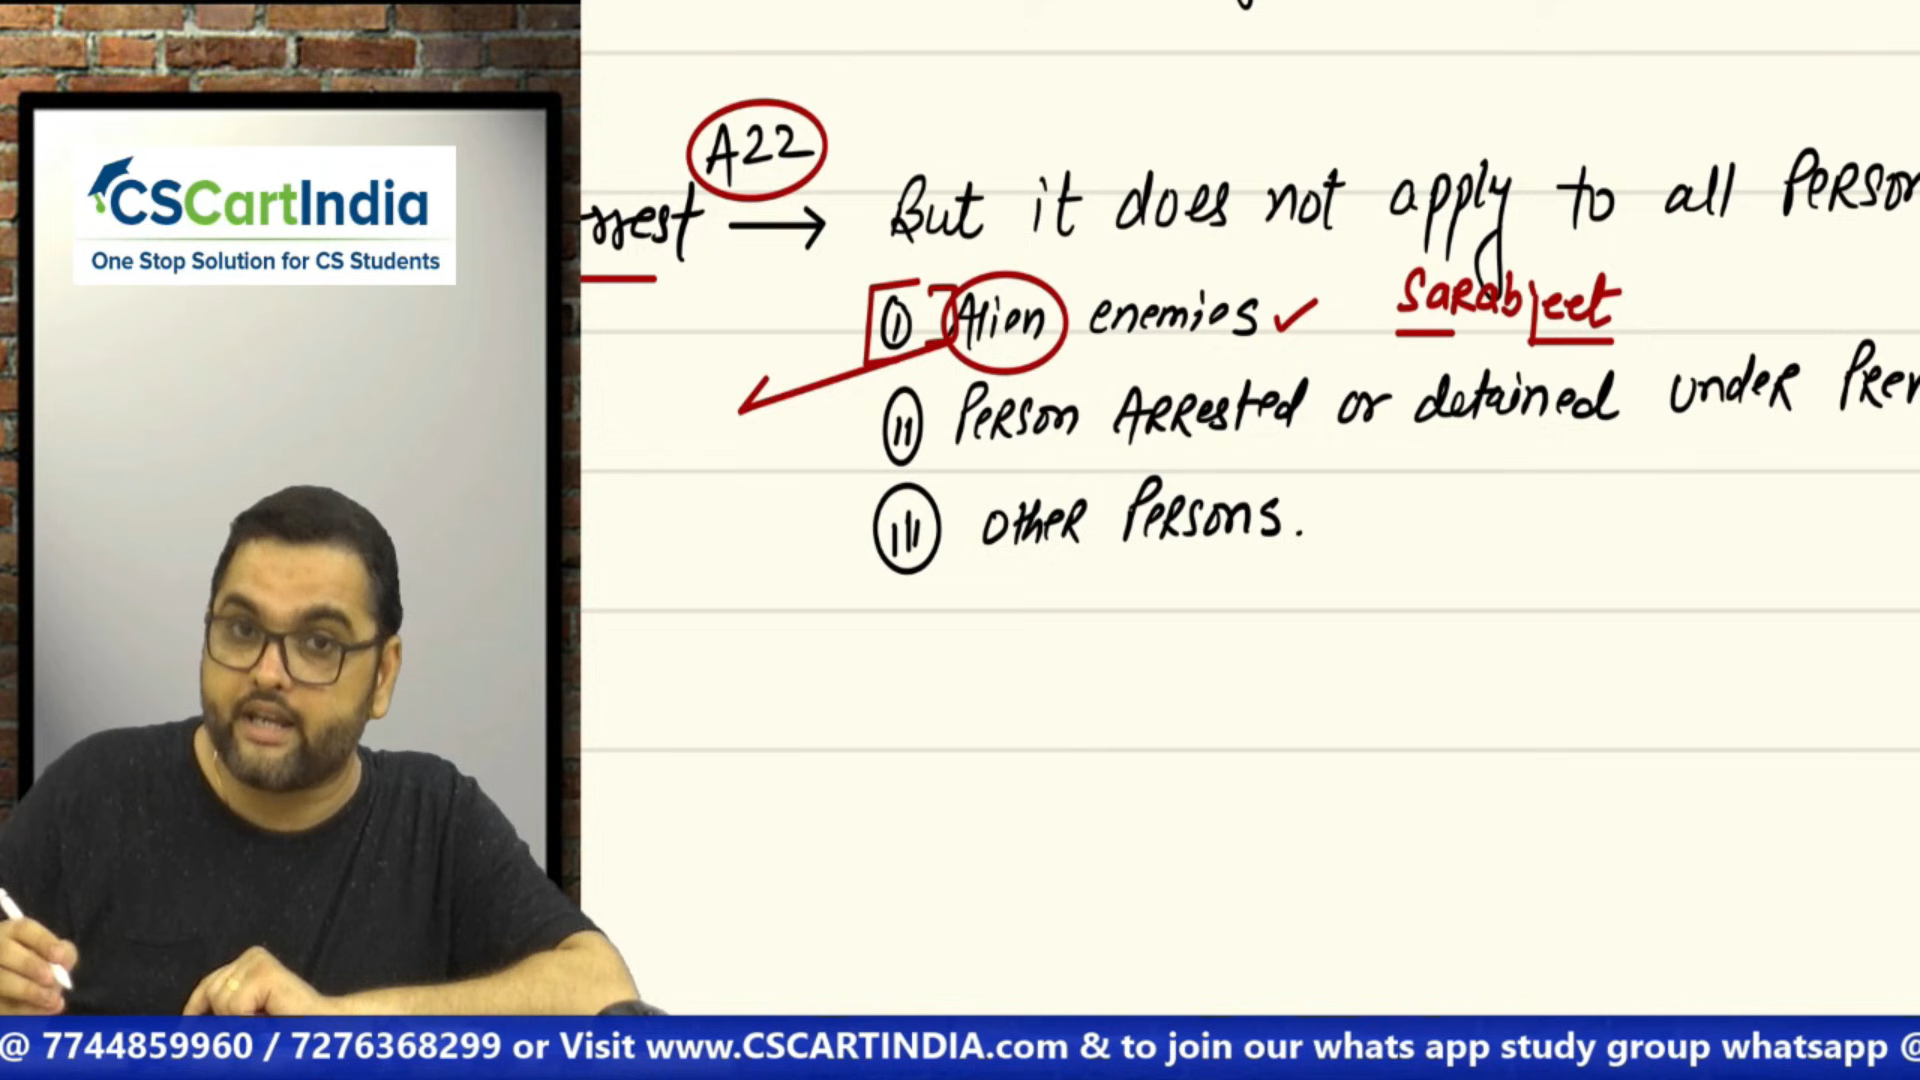 CSCartIndia
One Stop Solution for CS Students
A22
rrest → But it does not apply to all Person
(i) Alien enemies ✓ Sarabjeet
(ii) Person Arrested or detained under Prev
(iii) other Persons.
@ 7744859960 / 7276368299 or Visit www.CSCARTINDIA.com & to join our whats app study group whatsapp @